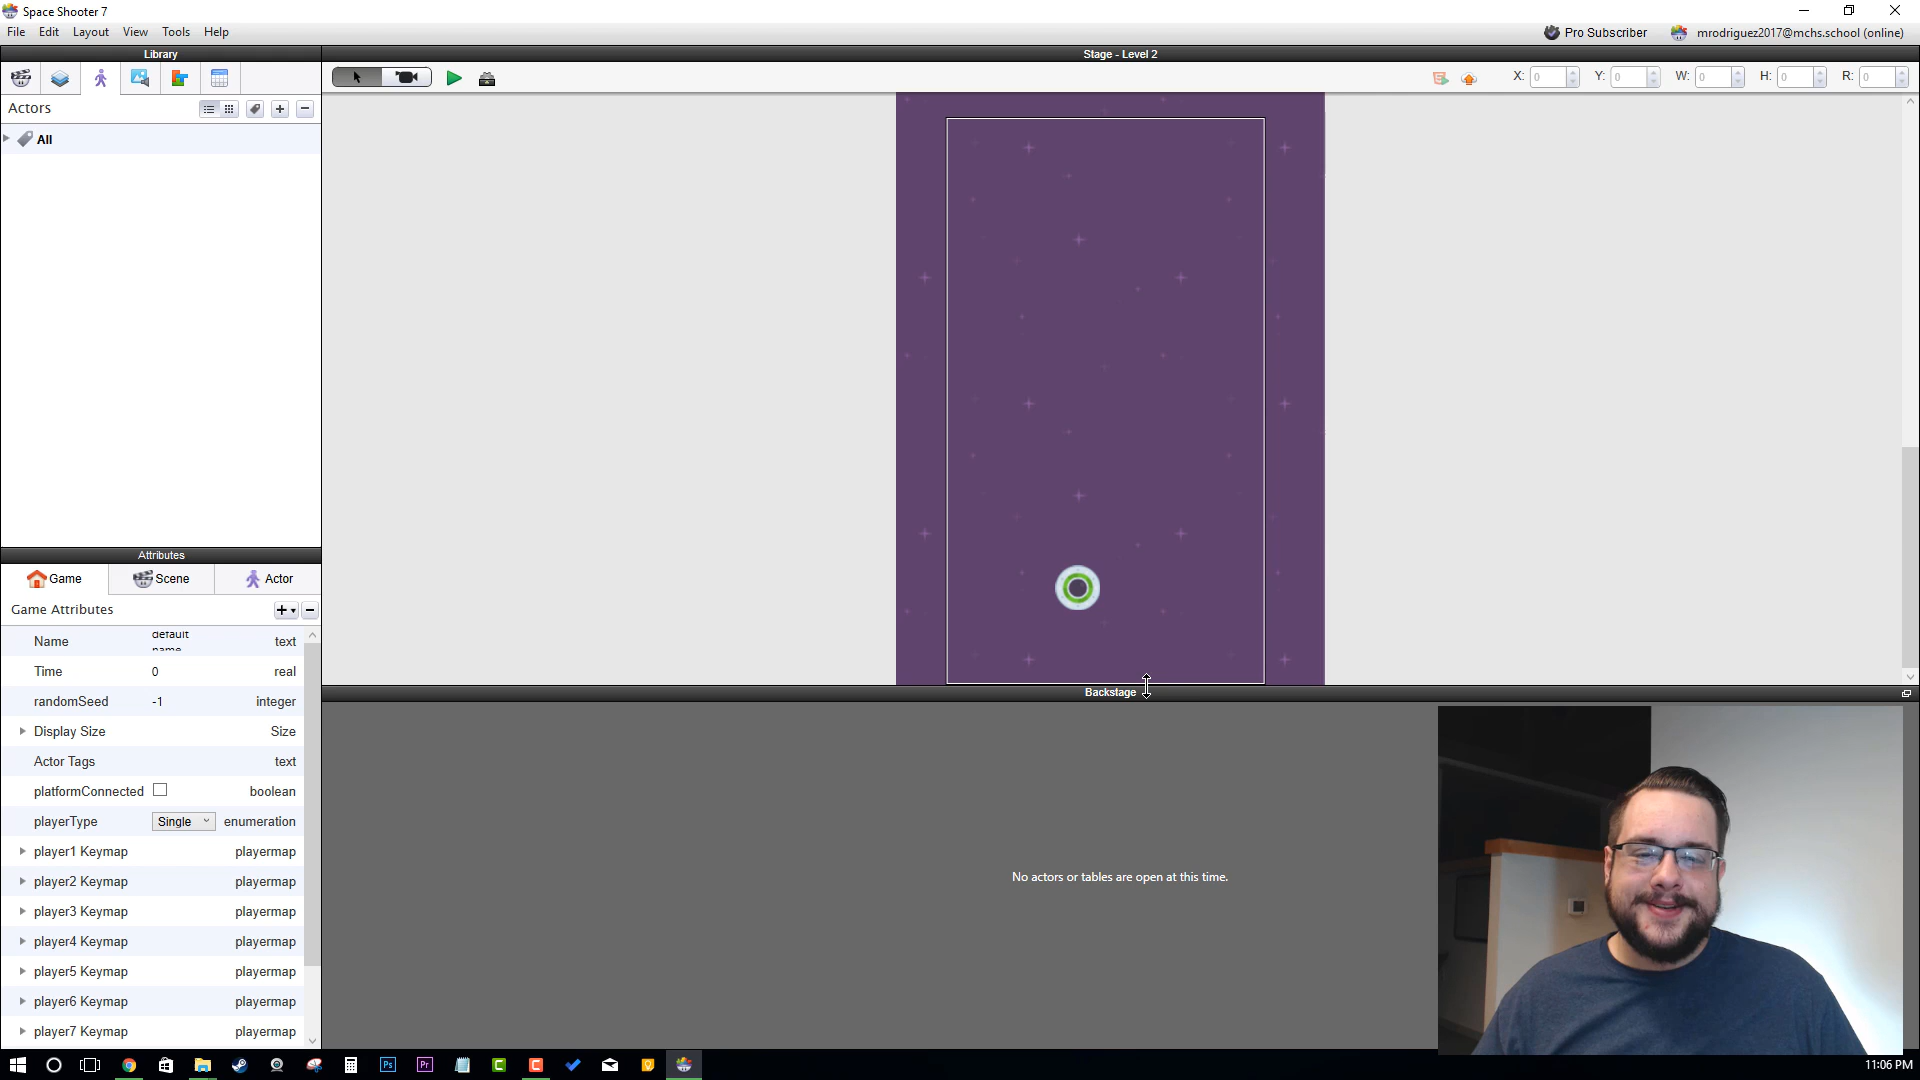 Space Shooter 7
File Edit Layout View Tools Help
Pro Subscriber mrodriguez2017@mchs.school (online)
Library
Stage - Level 2
X: 0 Y: 0 W: 0 H: 0 R: 0
Actors
All
Attributes
Game Scene Actor
Game Attributes
Name default name text
Time 0 real
randomSeed -1 integer
Display Size Size
Actor Tags text
platformConnected boolean
playerType Single enumeration
player1 Keymap playermap
player2 Keymap playermap
player3 Keymap playermap
player4 Keymap playermap
player5 Keymap playermap
player6 Keymap playermap
player7 Keymap playermap
Backstage
No actors or tables are open at this time.
Ps Pr C C
11:06 PM